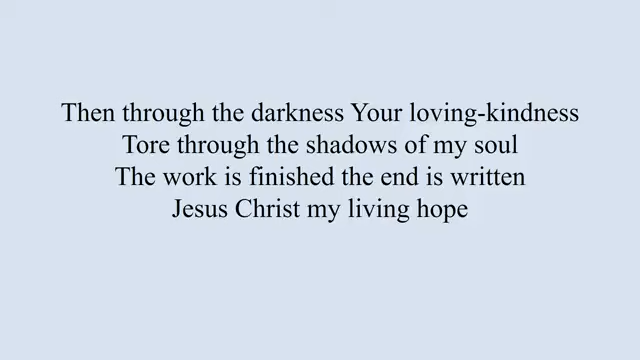 Then through the darkness Your loving-kindness
Tore through the shadows of my soul
The work is finished the end is written
Jesus Christ my living hope